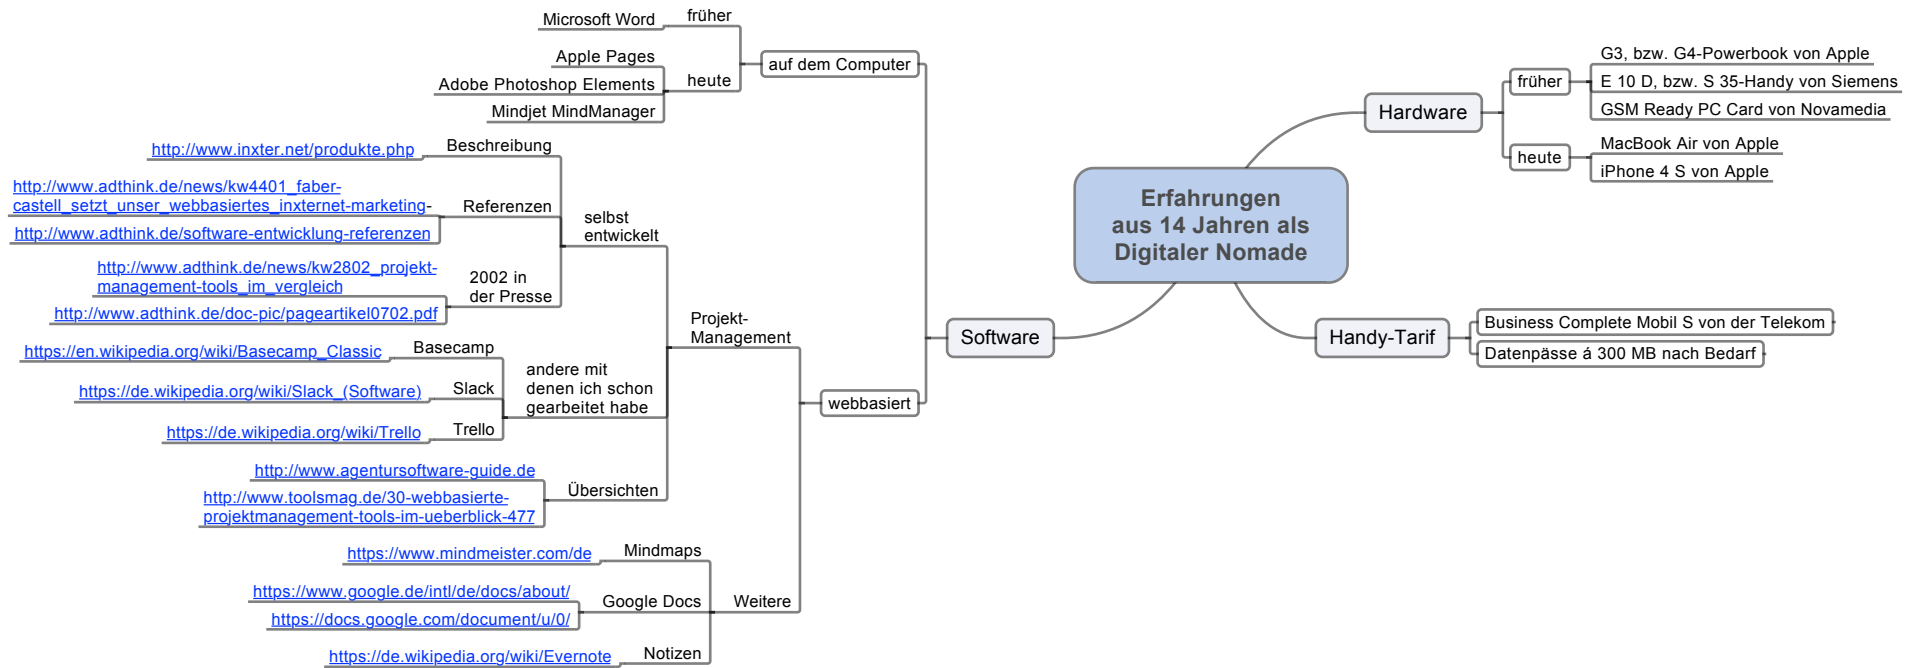 Erfahrungen
aus 14 Jahren als
Digitaler Nomade
Hardware
früher
G3, bzw. G4-Powerbook von Apple
E 10 D, bzw. S 35-Handy von Siemens
GSM Ready PC Card von Novamedia
heute
MacBook Air von Apple
iPhone 4 S von Apple
Handy-Tarif
Business Complete Mobil S von der Telekom
Datenpässe á 300 MB nach Bedarf
Software
auf dem Computer
früher
Microsoft Word
heute
Apple Pages
Adobe Photoshop Elements
Mindjet MindManager
webbasiert
Projekt-
Management
selbst
entwickelt
Beschreibung
http://www.inxter.net/produkte.php
Referenzen
http://www.adthink.de/news/kw4401_faber-
castell_setzt_unser_webbasiertes_inxternet-marketing-
http://www.adthink.de/software-entwicklung-referenzen
2002 in
der Presse
http://www.adthink.de/news/kw2802_projekt-
management-tools_im_vergleich
http://www.adthink.de/doc-pic/pageartikel0702.pdf
andere mit
denen ich schon
gearbeitet habe
Basecamp
https://en.wikipedia.org/wiki/Basecamp_Classic
Slack
https://de.wikipedia.org/wiki/Slack_(Software)
Trello
https://de.wikipedia.org/wiki/Trello
Übersichten
http://www.agentursoftware-guide.de
http://www.toolsmag.de/30-webbasierte-
projektmanagement-tools-im-ueberblick-477
Weitere
Mindmaps
https://www.mindmeister.com/de
Google Docs
https://www.google.de/intl/de/docs/about/
https://docs.google.com/document/u/0/
Notizen
https://de.wikipedia.org/wiki/Evernote